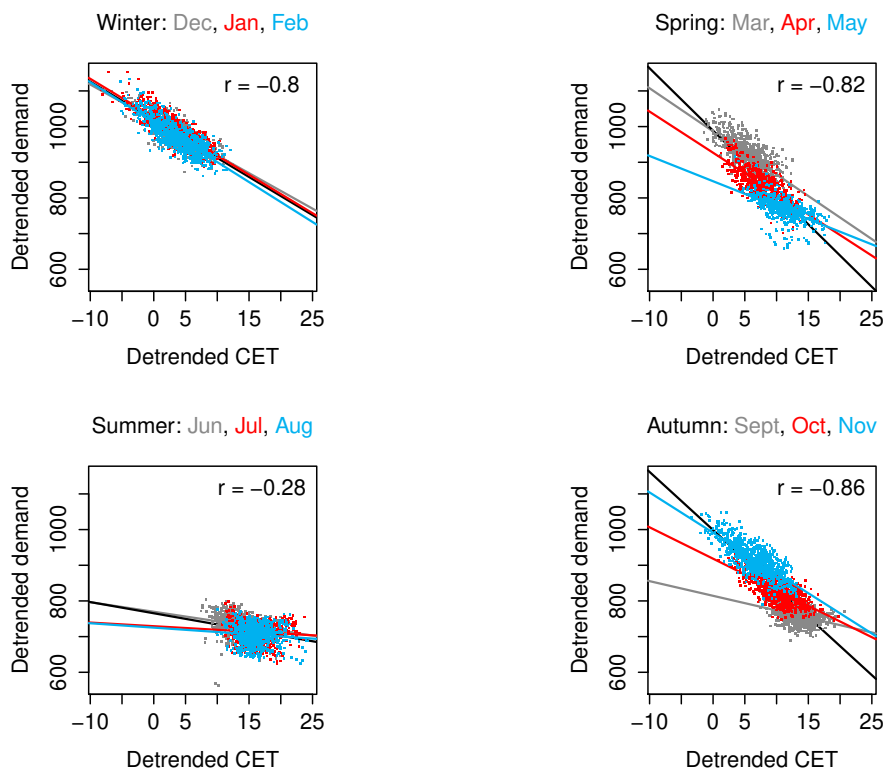 Winter: Dec, Jan, Feb
r = −0.8
Detrended demand
600
800
1000
−10
0
5
15
25
Detrended CET
Spring: Mar, Apr, May
r = −0.82
Detrended demand
600
800
1000
−10
0
5
15
25
Detrended CET
Summer: Jun, Jul, Aug
r = −0.28
Detrended demand
600
800
1000
−10
0
5
15
25
Detrended CET
Autumn: Sept, Oct, Nov
r = −0.86
Detrended demand
600
800
1000
−10
0
5
15
25
Detrended CET